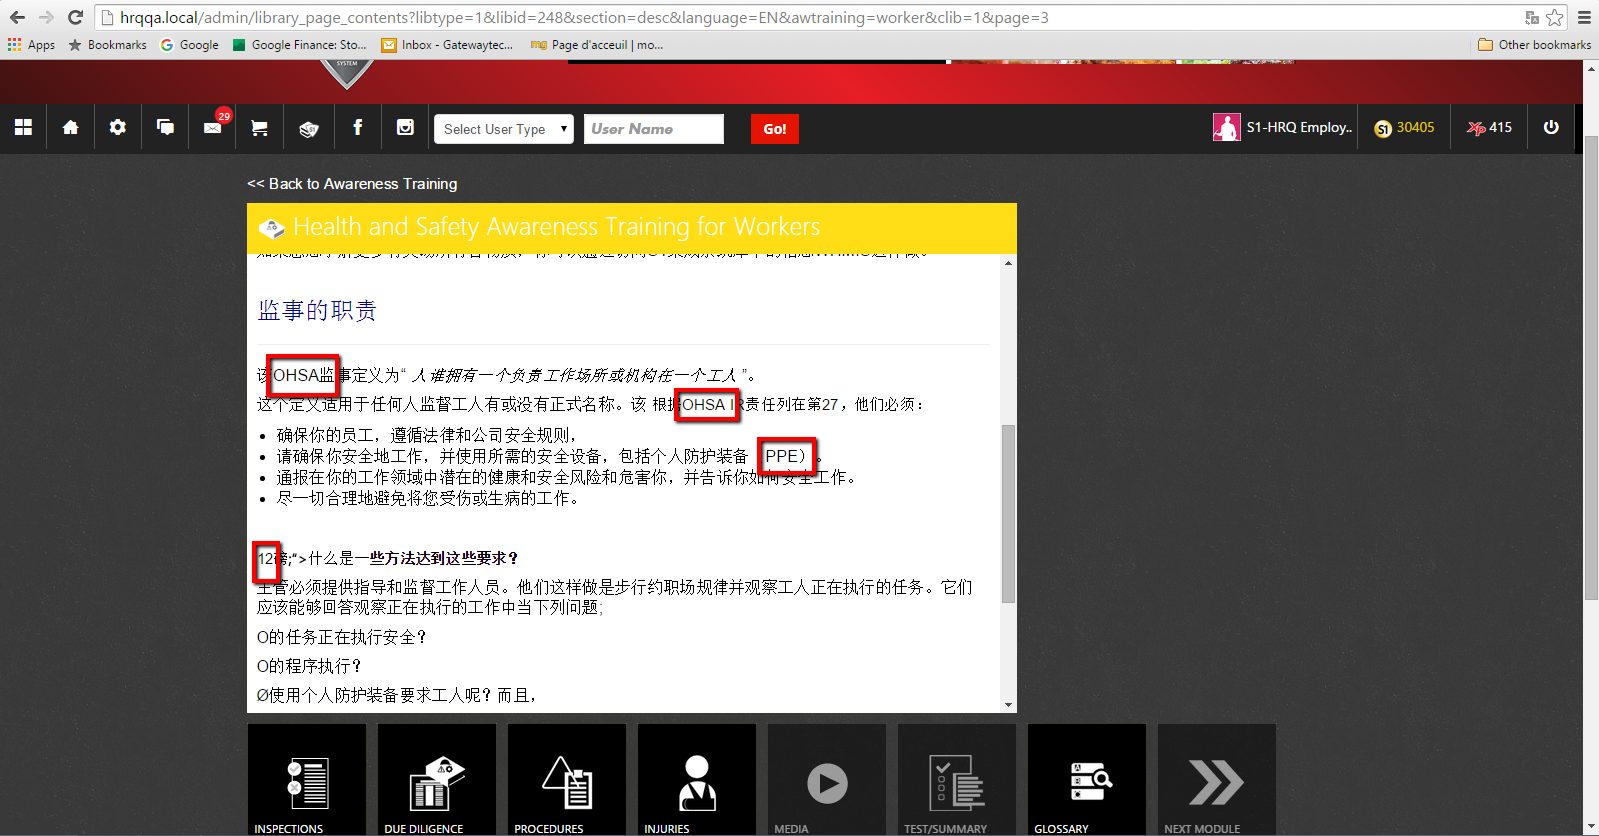 hrqqa.local/admin/library_page_contents?libtype=1&libid=248&section=desc&language=EN&awtraining=worker&clib=1&page=3
Apps Bookmarks Google Google Finance: Sto... Inbox - Gatewaytec... mg Page d'acceuil | mo... Other bookmarks
SYSTEM
29 Select User Type User Name Go! S1-HRQ Employ.. S1 30405 Xp 415
<< Back to Awareness Training
Health and Safety Awareness Training for Workers
监事的职责
该OHSA监事定义为“ 人谁拥有一个负责工作场所或机构在一个工人 ”。
这个定义适用于任何人监督工人有或没有正式名称。该 根据OHSA IR责任列在第27，他们必须：
确保你的员工，遵循法律和公司安全规则，
请确保你安全地工作，并使用所需的安全设备，包括个人防护装备 PPE）。
通报在你的工作领域中潜在的健康和安全风险和危害你，并告诉你如何安全工作。
尽一切合理地避免将您受伤或生病的工作。
12磅;“>什么是一些方法达到这些要求？
主管必须提供指导和监督工作人员。他们这样做是步行约职场规律并观察工人正在执行的任务。它们
应该能够回答观察正在执行的工作中当下列问题;
O的任务正在执行安全？
O的程序执行？
Ø使用个人防护装备要求工人呢？而且，
INSPECTIONS DUE DILIGENCE PROCEDURES INJURIES MEDIA TEST/SUMMARY GLOSSARY NEXT MODULE